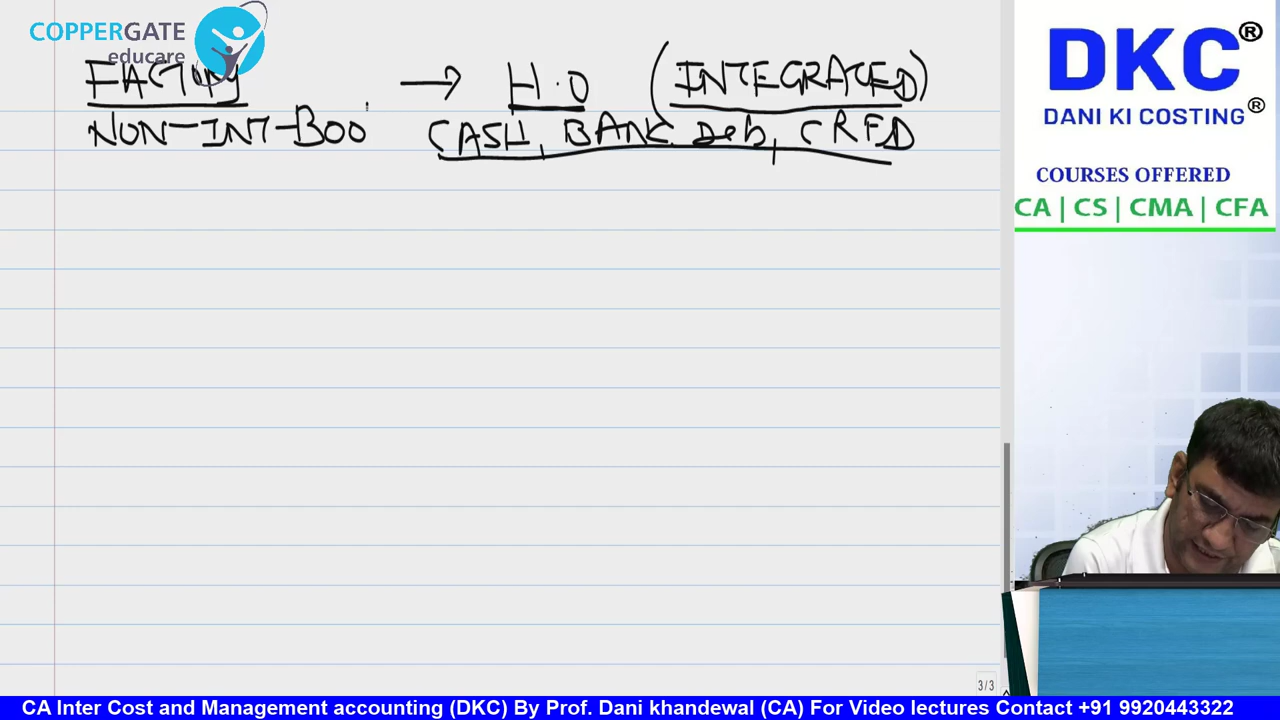 COPPERGATE
educare
FACTORY → H.O (INTEGRATED)
NON-INT-BOO CASH, BANK Deb, CRED
DKC®
DANI KI COSTING®
COURSES OFFERED
CA | CS | CMA | CFA
3/3
CA Inter Cost and Management accounting (DKC) By Prof. Dani khandewal (CA) For Video lectures Contact +91 9920443322